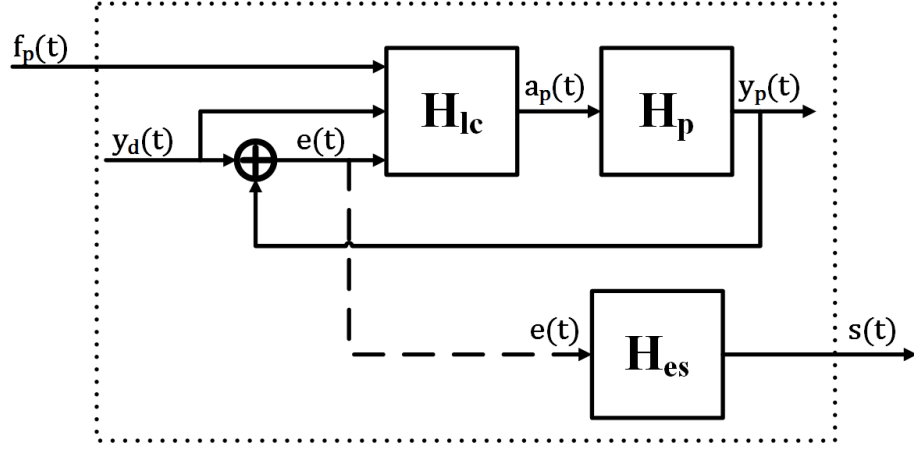 f_p(t)
H_lc
a_p(t)
H_p
y_p(t)
y_d(t)
e(t)
e(t)
H_es
s(t)